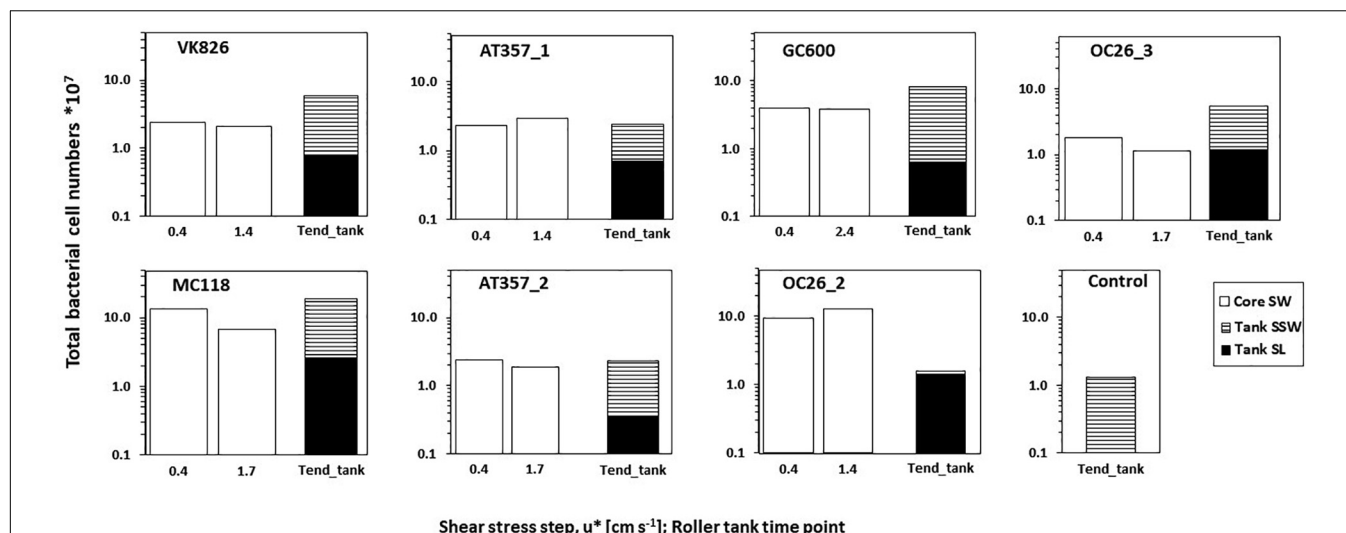 VK826
AT357_1
GC600
OC26_3
10.0
1.0
0.1
0.4 1.4 Tend_tank
10.0
1.0
0.1
0.4 1.4 Tend_tank
10.0
1.0
0.1
0.4 2.4 Tend_tank
10.0
1.0
0.1
0.4 1.7 Tend_tank
Total bacterial cell numbers *10⁷
MC118
AT357_2
OC26_2
Control
10.0
1.0
0.1
0.4 1.7 Tend_tank
10.0
1.0
0.1
0.4 1.7 Tend_tank
10.0
1.0
0.1
0.4 1.4 Tend_tank
10.0
1.0
0.1
Tend_tank
Core SW
Tank SSW
Tank SL
Shear stress step, u* [cm s⁻¹]; Roller tank time point